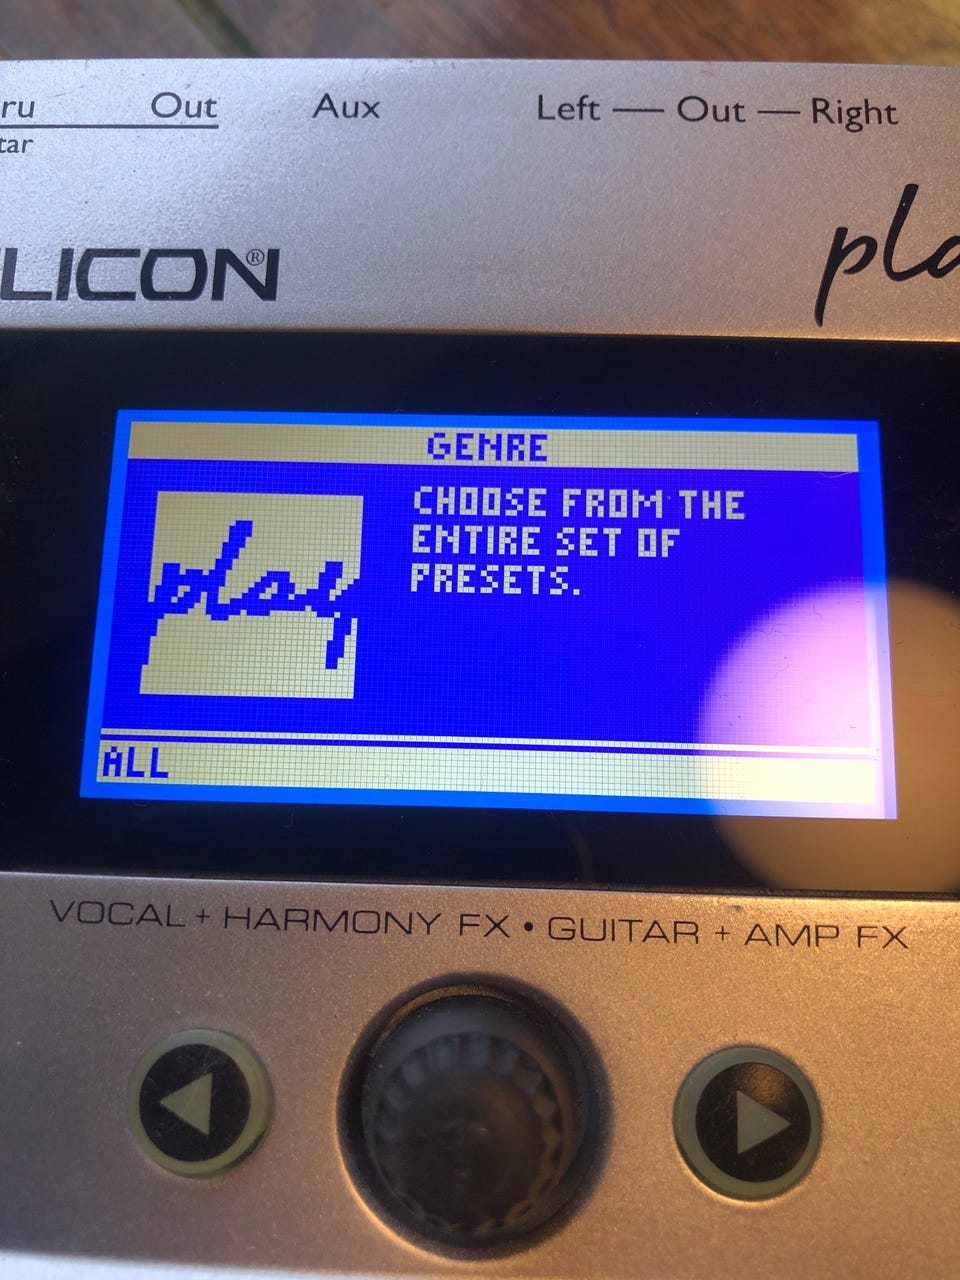 ru Out Aux Left — Out — Right
tar
LICON®
pla
GENRE
play
CHOOSE FROM THE
ENTIRE SET OF
PRESETS.
ALL
VOCAL + HARMONY FX • GUITAR + AMP FX